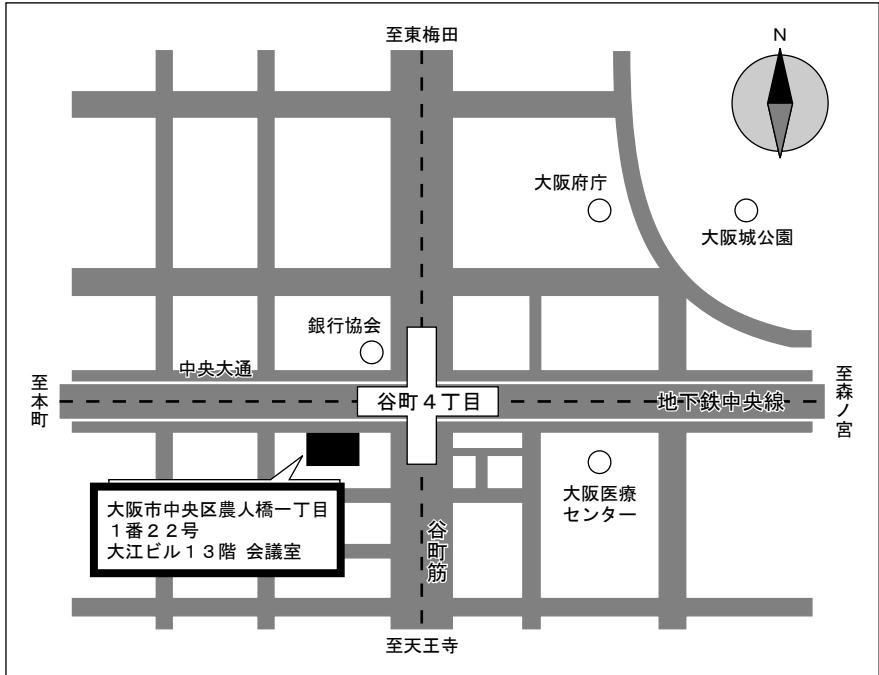 至東梅田
N
大阪府庁
大阪城公園
銀行協会
中央大通
至本町
谷町４丁目
地下鉄中央線
至森ノ宮
大阪医療
センター
大阪市中央区農人橋一丁目
１番２２号
大江ビル１３階 会議室
谷町筋
至天王寺